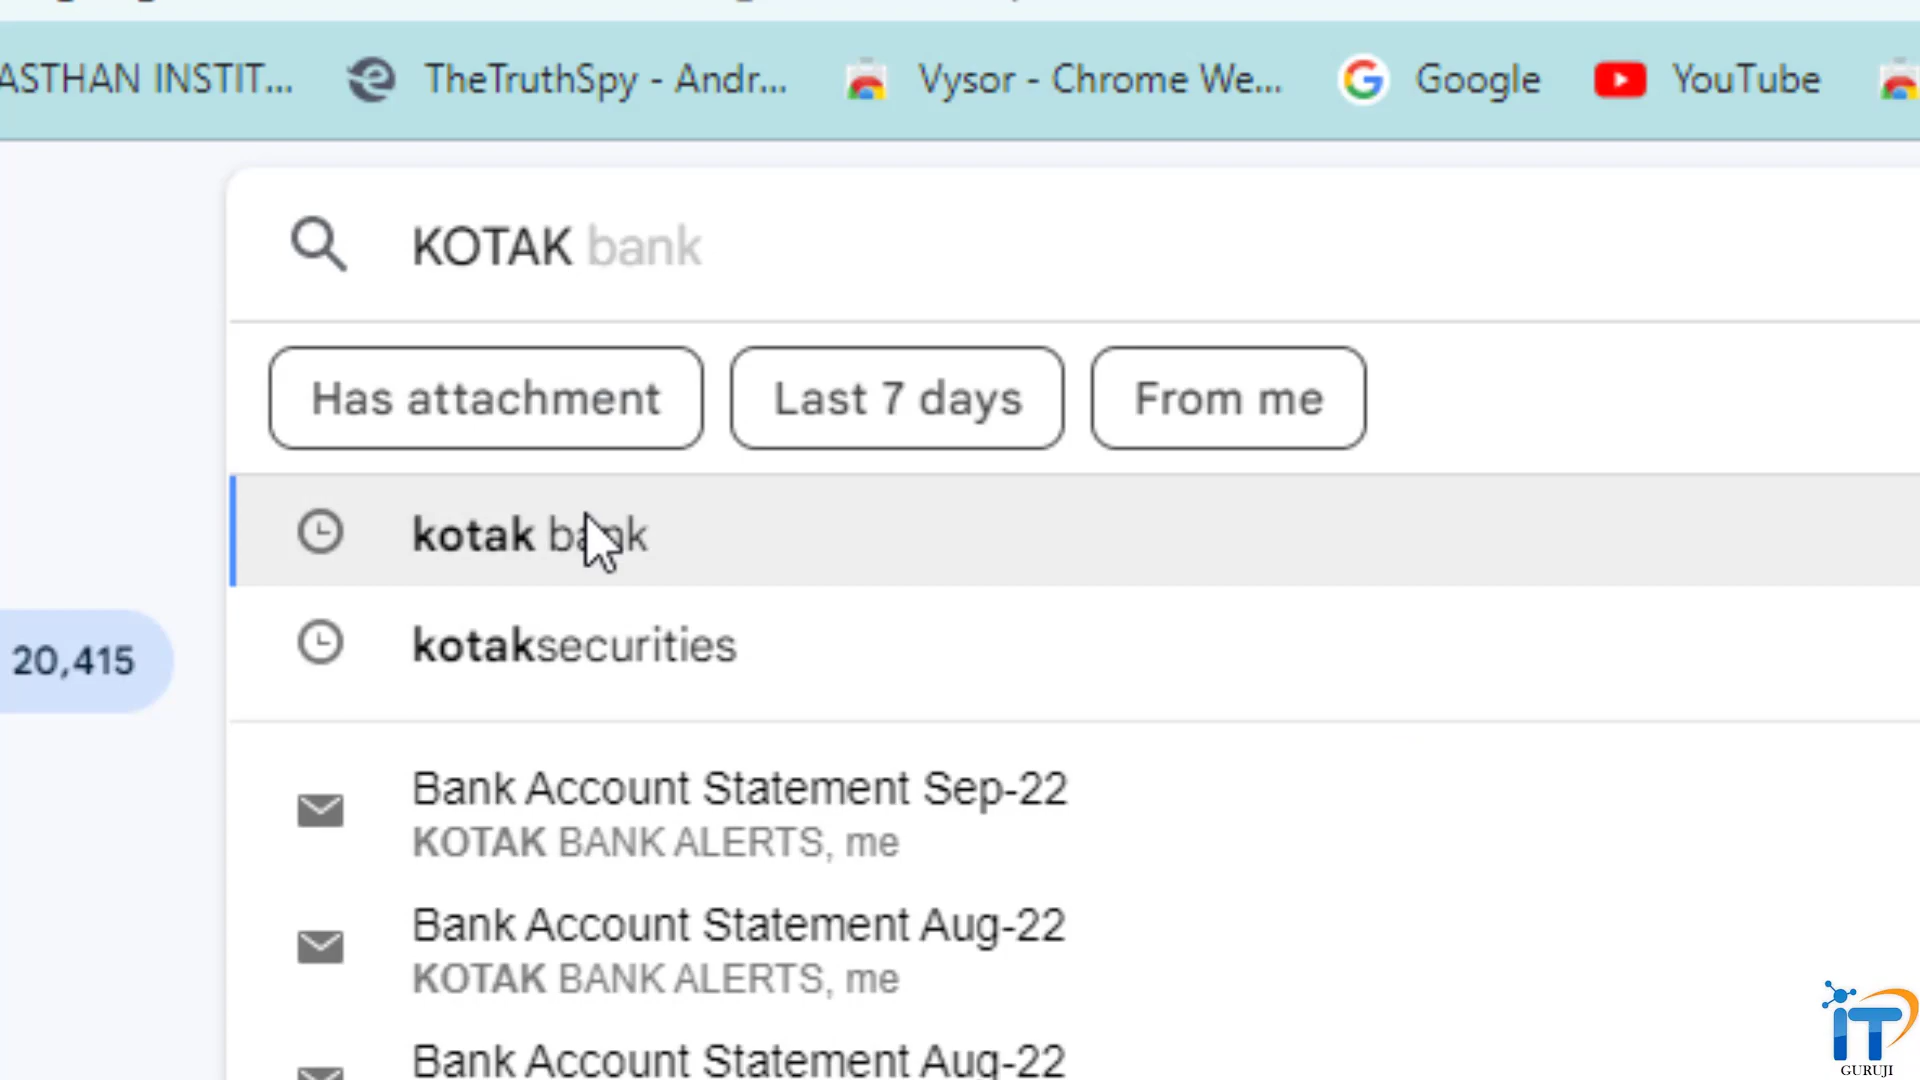 ASTHAN INSTIT... TheTruthSpy - Andr... Vysor - Chrome We... Google YouTube
KOTAK bank
Has attachment Last 7 days From me
kotak bank
kotaksecurities
20,415
Bank Account Statement Sep-22
KOTAK BANK ALERTS, me
Bank Account Statement Aug-22
KOTAK BANK ALERTS, me
Bank Account Statement Aug-22
iT
GURUJI